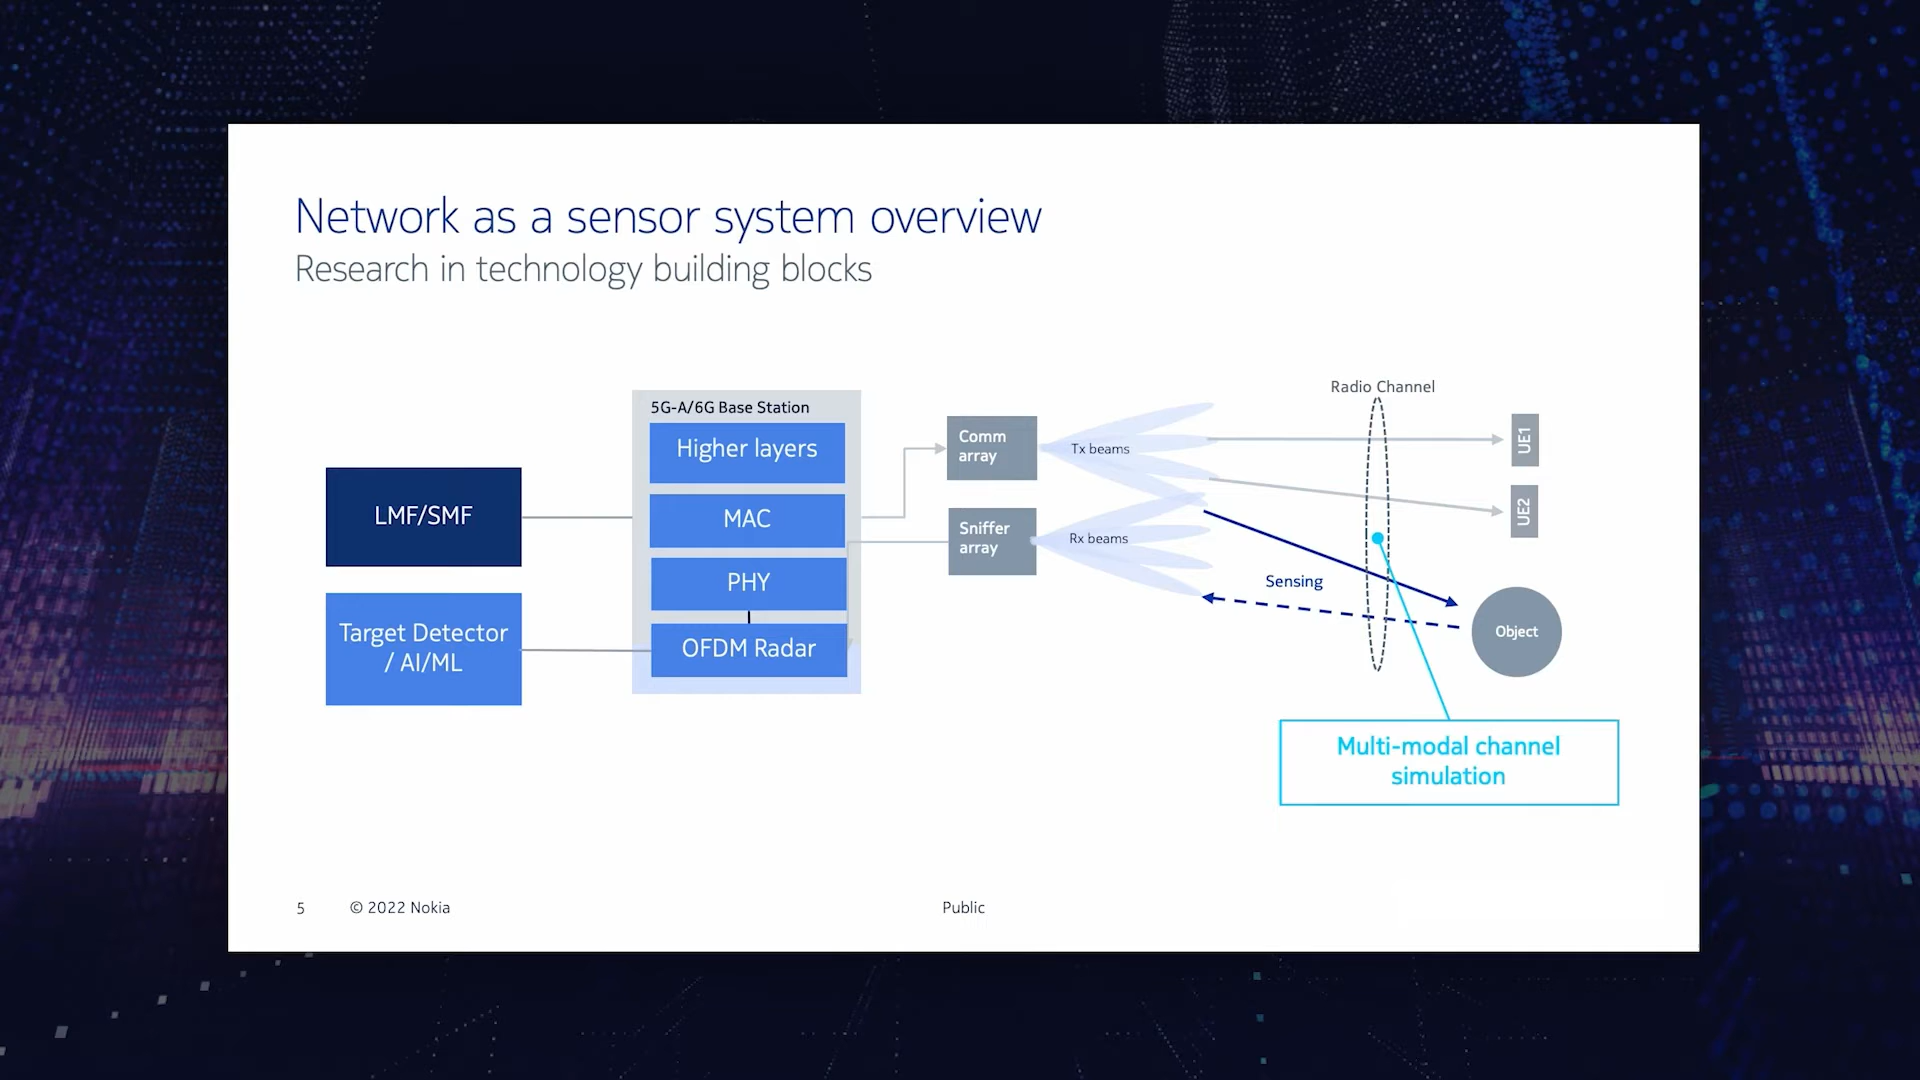 Network as a sensor system overview
Research in technology building blocks
LMF/SMF
Target Detector
/ AI/ML
5G-A/6G Base Station
Higher layers
MAC
PHY
OFDM Radar
Comm
array
Sniffer
array
Tx beams
Rx beams
Sensing
Radio Channel
UE1
UE2
Object
Multi-modal channel
simulation
5
© 2022 Nokia
Public